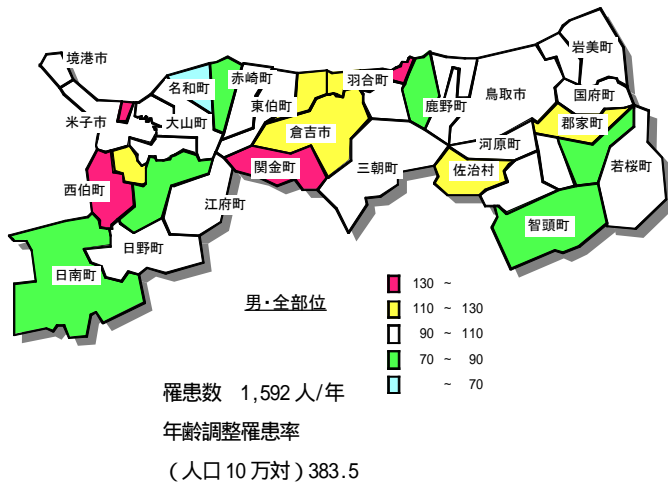 境港市
岩美町
赤崎町
羽合町
名和町
鳥取市
国府町
東伯町
鹿野町
米子市
大山町
倉吉市
郡家町
河原町
関金町
三朝町
佐治村
若桜町
西伯町
江府町
智頭町
日野町
日南町
男・全部位
130 ~
110 ~ 130
90 ~ 110
70 ~ 90
~ 70
罹患数 1,592 人/年
年齢調整罹患率
(人口 10 万対) 383.5